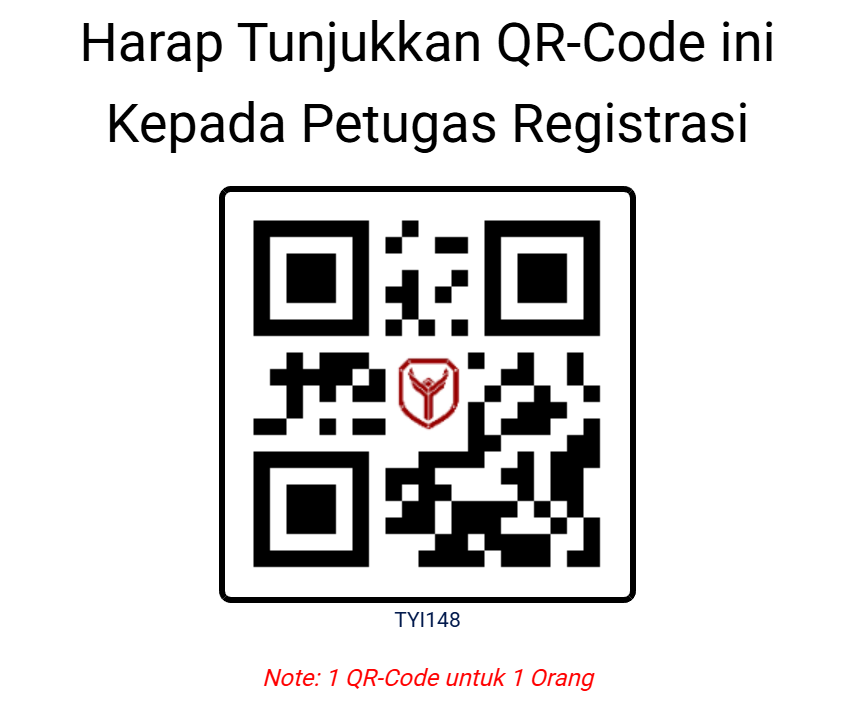 Harap Tunjukkan QR-Code ini
Kepada Petugas Registrasi
TYI148
Note: 1 QR-Code untuk 1 Orang